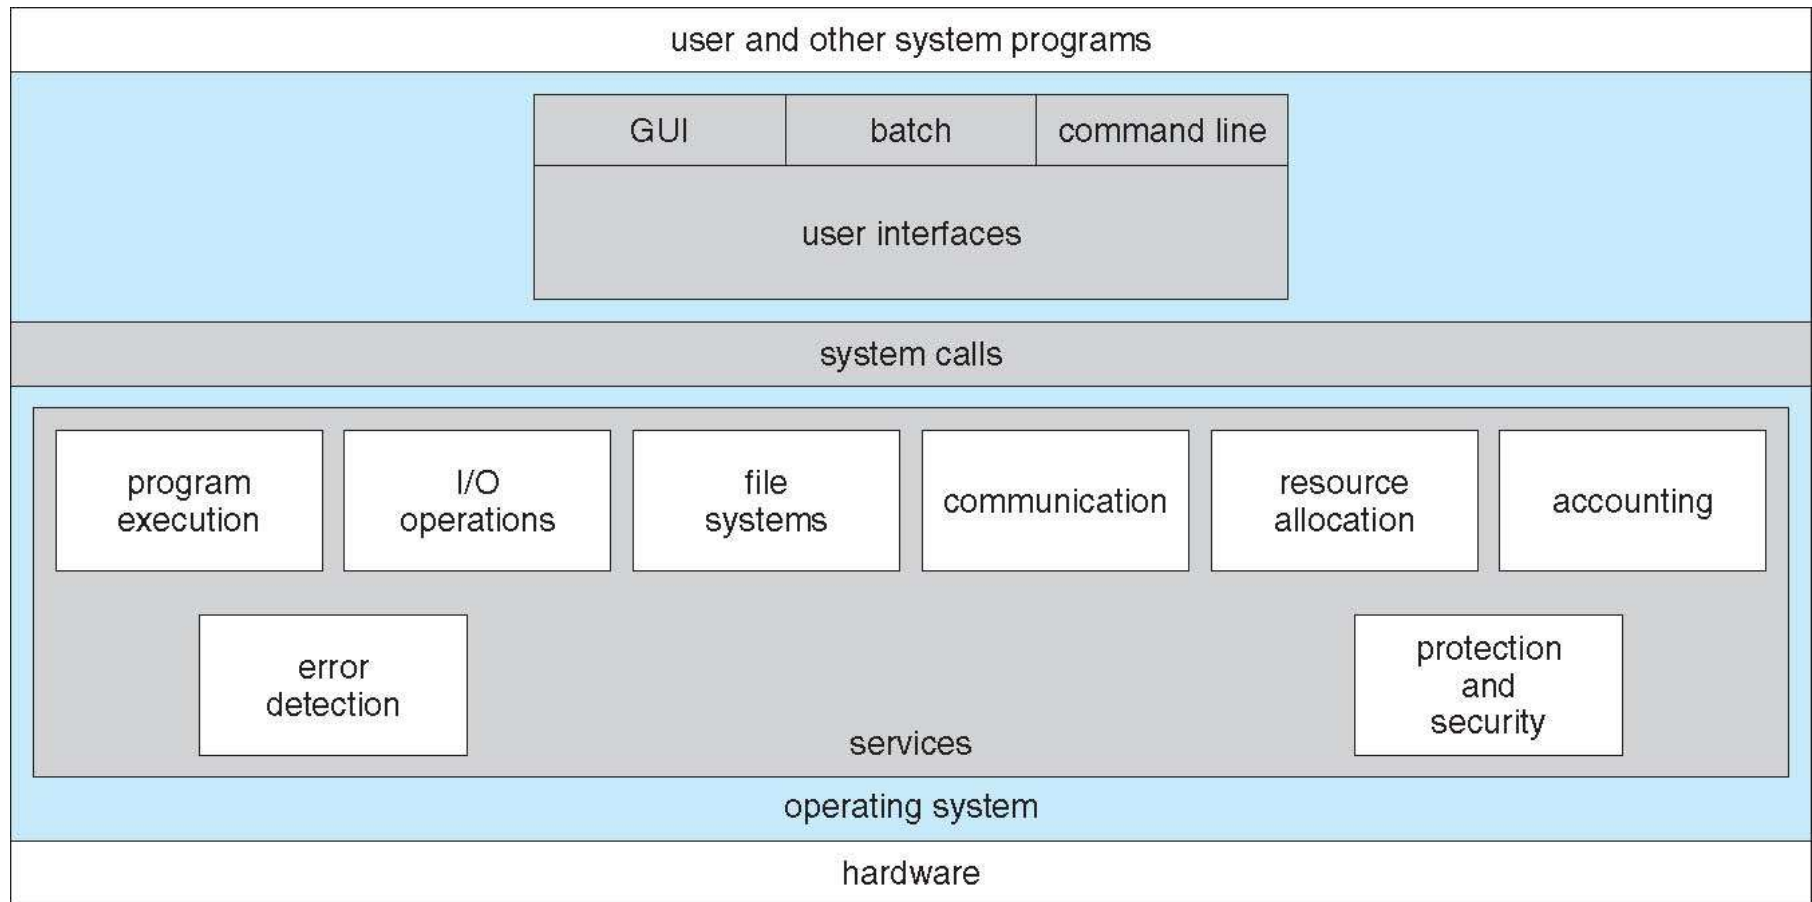 user and other system programs
GUI
batch
command line
user interfaces
system calls
program
execution
I/O
operations
file
systems
communication
resource
allocation
accounting
error
detection
protection
and
security
services
operating system
hardware